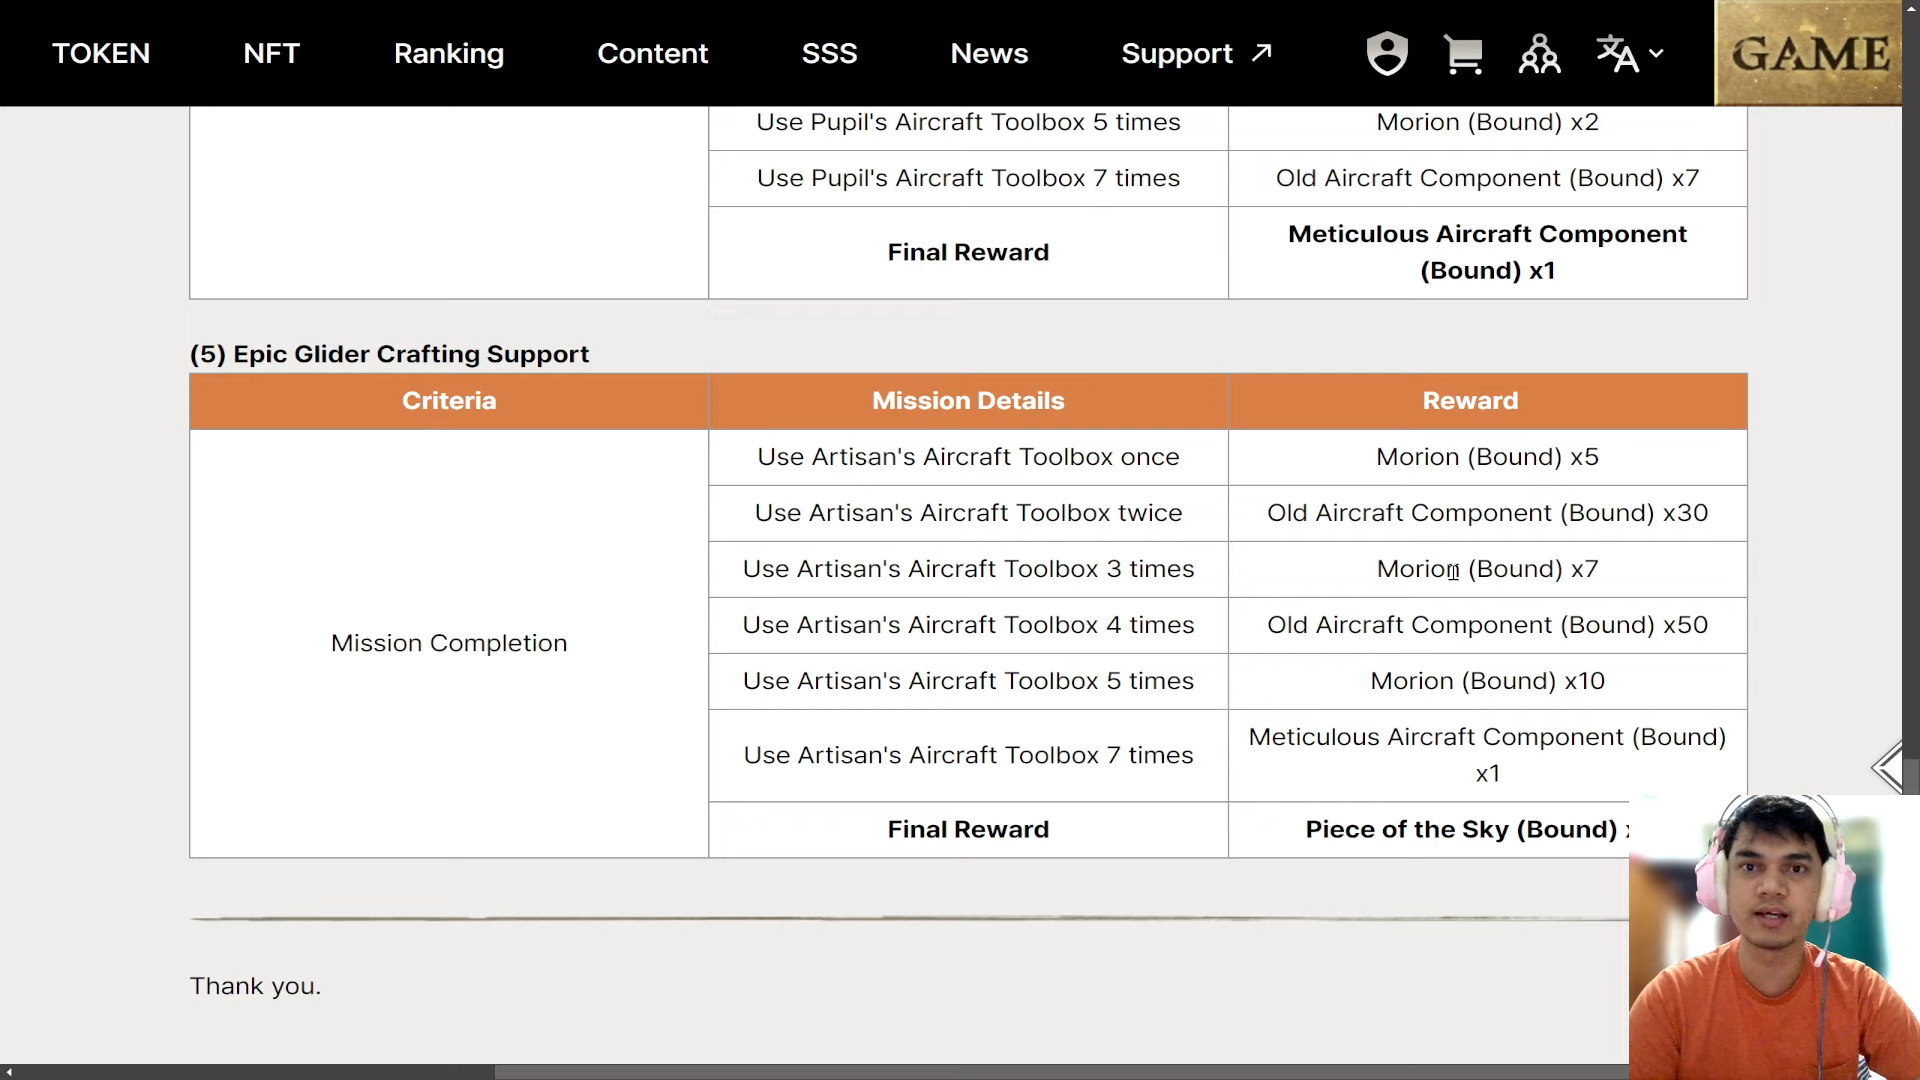 TOKEN NFT Ranking Content SSS News Support GAME
Use Pupil's Aircraft Toolbox 5 times Morion (Bound) x2
Use Pupil's Aircraft Toolbox 7 times Old Aircraft Component (Bound) x7
Final Reward Meticulous Aircraft Component
(Bound) x1
(5) Epic Glider Crafting Support
Criteria Mission Details Reward
Mission Completion
Use Artisan's Aircraft Toolbox once Morion (Bound) x5
Use Artisan's Aircraft Toolbox twice Old Aircraft Component (Bound) x30
Use Artisan's Aircraft Toolbox 3 times Morion (Bound) x7
Use Artisan's Aircraft Toolbox 4 times Old Aircraft Component (Bound) x50
Use Artisan's Aircraft Toolbox 5 times Morion (Bound) x10
Use Artisan's Aircraft Toolbox 7 times Meticulous Aircraft Component (Bound)
x1
Final Reward Piece of the Sky (Bound)
Thank you.